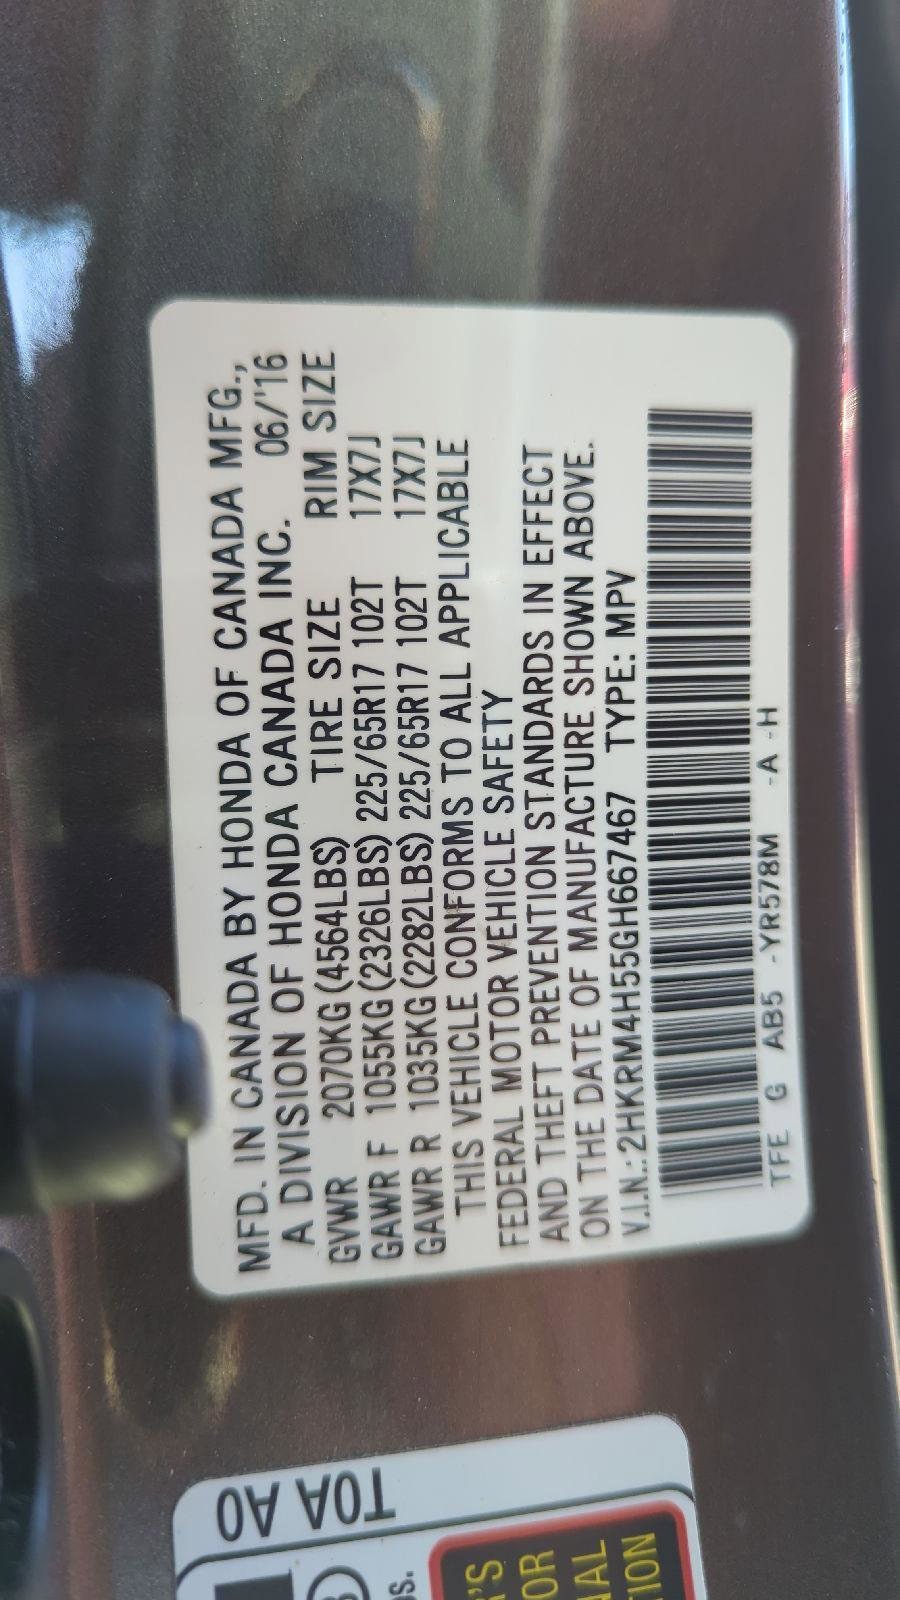 MFD. IN CANADA BY HONDA OF CANADA MFG.,
A DIVISION OF HONDA CANADA INC. 06/'16
GVWR 2070KG (4564LBS) TIRE SIZE RIM SIZE
GAWR F 1055KG (2326LBS) 225/65R17 102T 17X7J
GAWR R 1035KG (2282LBS) 225/65R17 102T 17X7J
THIS VEHICLE CONFORMS TO ALL APPLICABLE
FEDERAL MOTOR VEHICLE SAFETY
AND THEFT PREVENTION STANDARDS IN EFFECT
ON THE DATE OF MANUFACTURE SHOWN ABOVE.
V.I.N.: 2HKRM4H55GH667467 TYPE: MPV
TFE G AB5 -YR578M -A -H
T0A A0